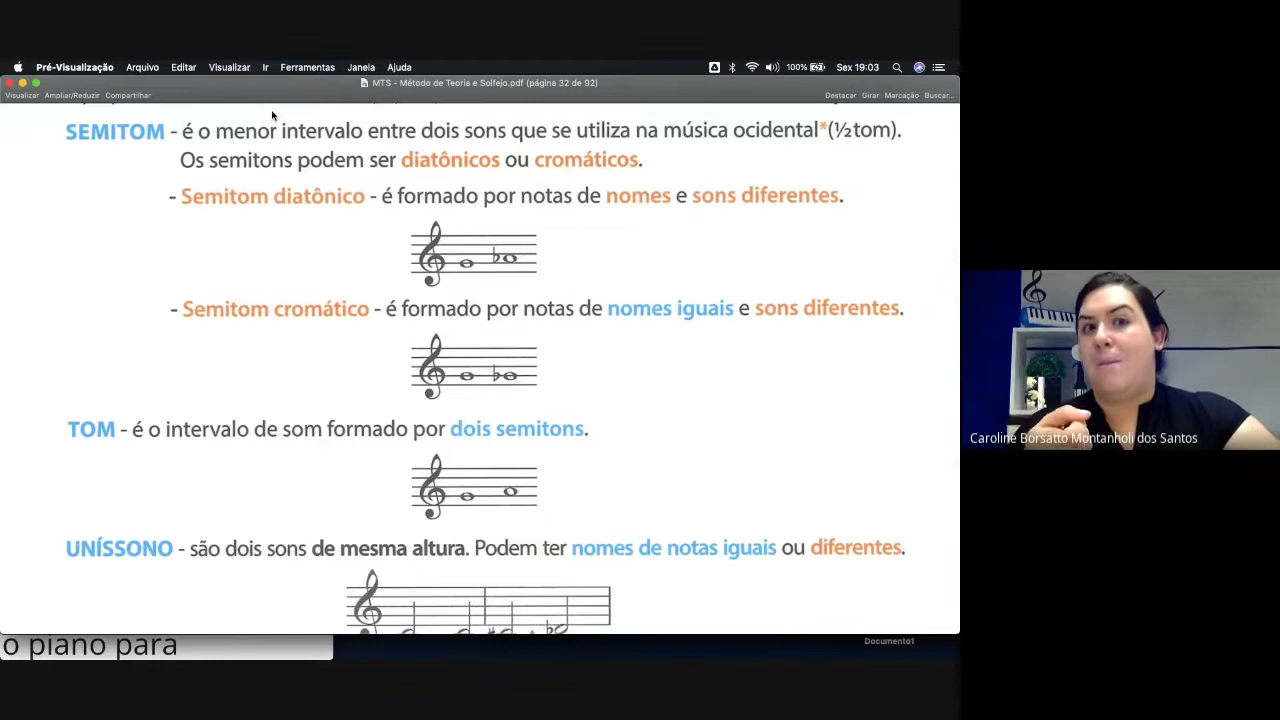 Pré-Visualização Arquivo Editar Visualizar Ir Ferramentas Janela Ajuda 100% Sex 19:03
MTS - Método de Teoria e Solfejo.pdf (página 32 de 92)
Visualizar Ampliar/Reduzir Compartilhar Destacar Girar Marcação Buscar...
SEMITOM - é o menor intervalo entre dois sons que se utiliza na música ocidental*(½ tom).
Os semitons podem ser diatônicos ou cromáticos.
- Semitom diatônico - é formado por notas de nomes e sons diferentes.
- Semitom cromático - é formado por notas de nomes iguais e sons diferentes.
TOM - é o intervalo de som formado por dois semitons.
UNÍSSONO - são dois sons de mesma altura. Podem ter nomes de notas iguais ou diferentes.
o piano para
Documento1
Caroline Borsatto Montanholi dos Santos